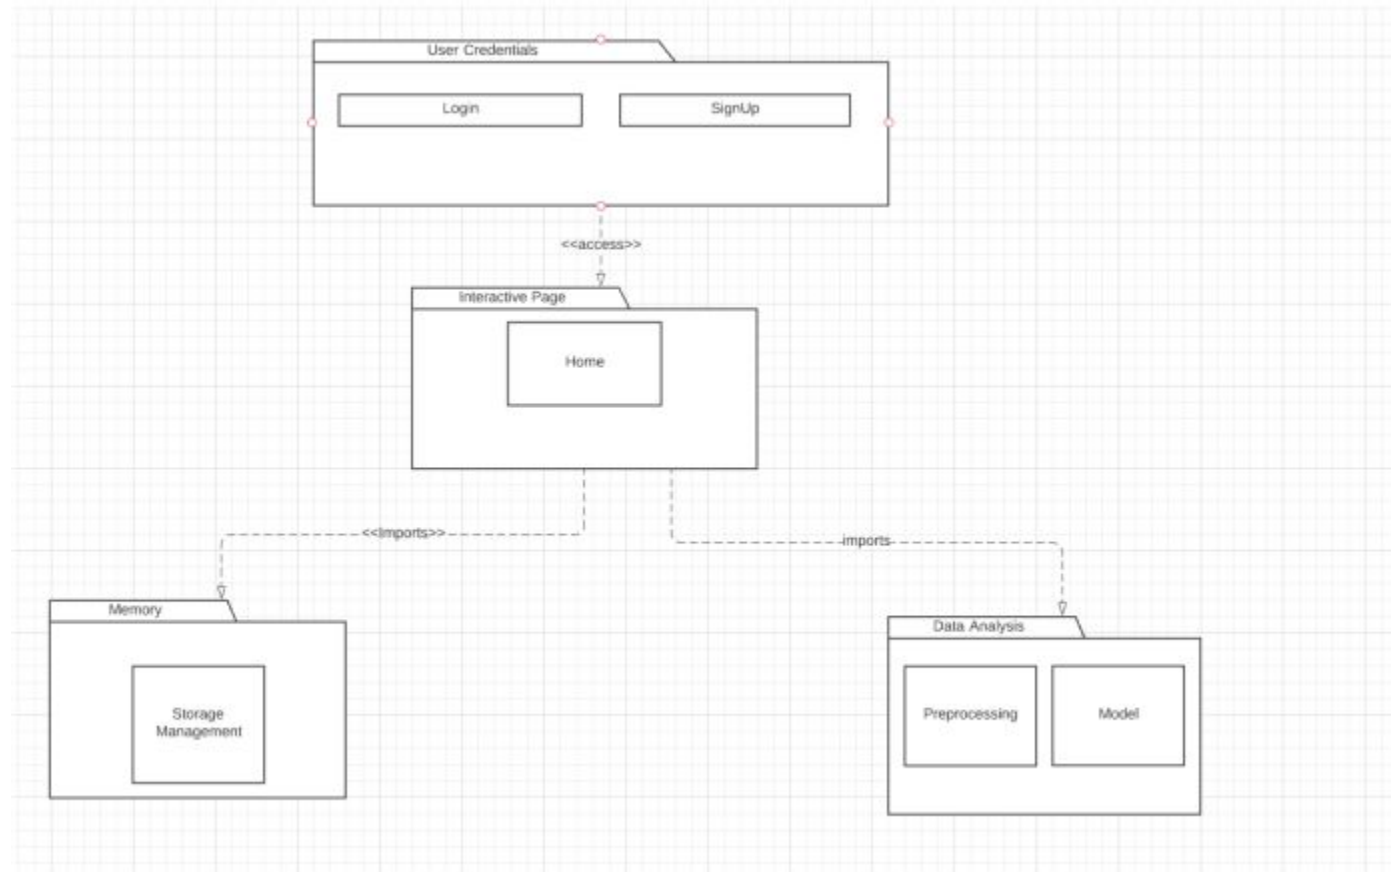 User Credentials
Login
SignUp
<<access>>
Interactive Page
Home
<<Imports>>
imports
Memory
Storage
Management
Data Analysis
Preprocessing
Model